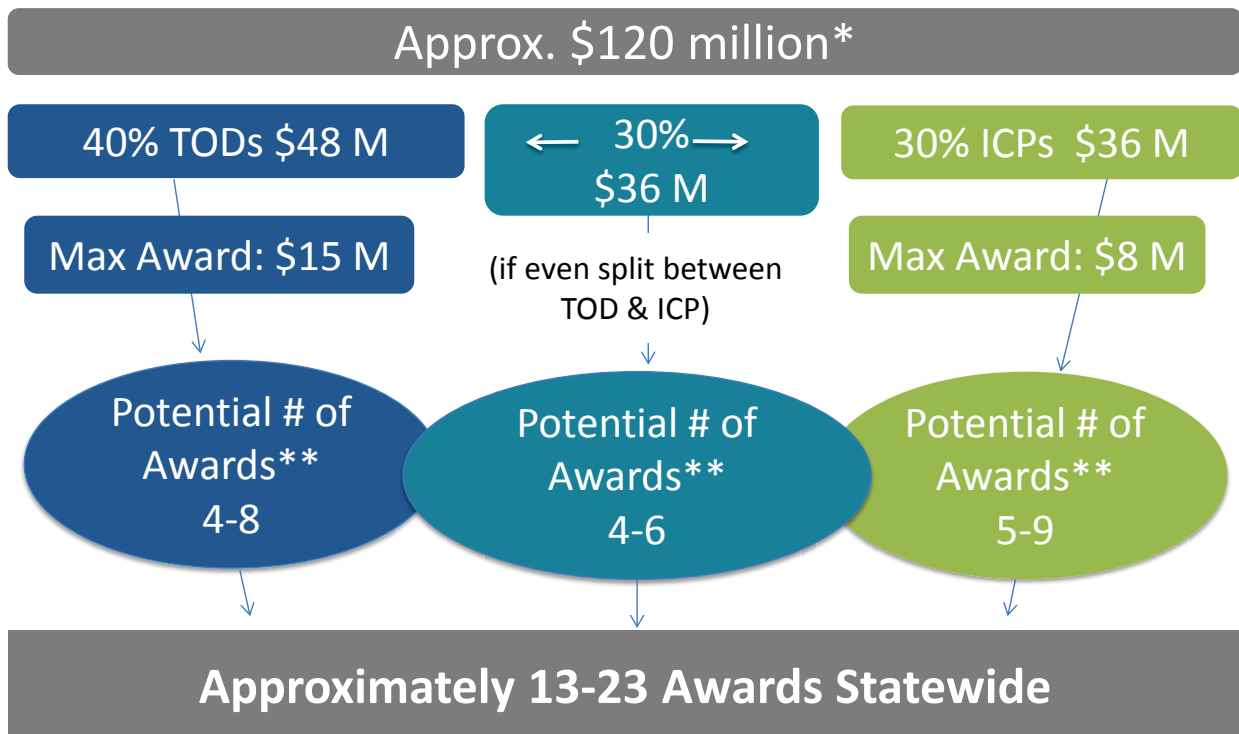 Approx. $120 million*
40% TODs $48 M
Max Award: $15 M
Potential # of
Awards**
4-8
30%
$36 M
(if even split between
TOD & ICP)
Potential # of
Awards**
4-6
30% ICPs $36 M
Max Award: $8 M
Potential # of
Awards**
5-9
Approximately 13-23 Awards Statewide